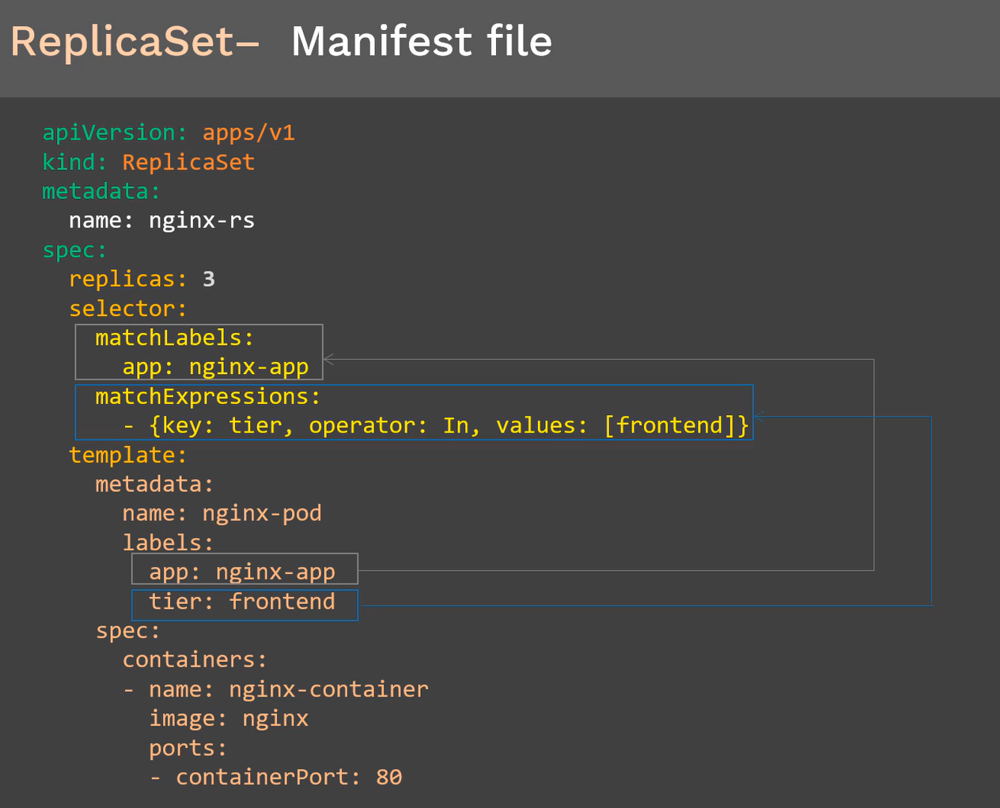 ReplicaSet– Manifest file
apiVersion: apps/v1
kind: ReplicaSet
metadata:
  name: nginx-rs
spec:
  replicas: 3
  selector:
    matchLabels:
      app: nginx-app
    matchExpressions:
      - {key: tier, operator: In, values: [frontend]}
  template:
    metadata:
      name: nginx-pod
      labels:
        app: nginx-app
        tier: frontend
    spec:
      containers:
      - name: nginx-container
        image: nginx
        ports:
        - containerPort: 80